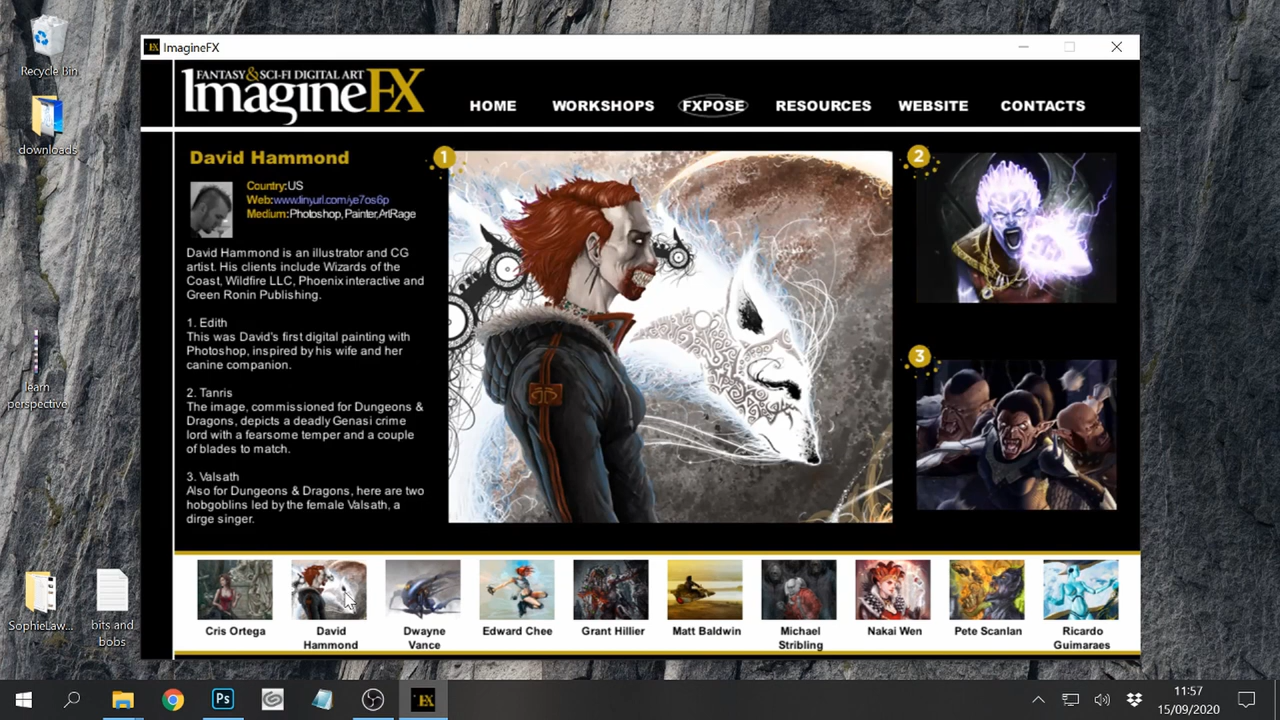 Recycle Bin
downloads
learn
perspective
SophieLaw...
bits and
bobs
FX ImagineFX
FANTASY & SCI-FI DIGITAL ART
ImagineFX
HOME WORKSHOPS FXPOSE RESOURCES WEBSITE CONTACTS
David Hammond
Country:US
Web:www.tinyurl.com/ye7os6p
Medium:Photoshop, Painter,ArtRage
David Hammond is an illustrator and CG
artist. His clients include Wizards of the
Coast, Wildfire LLC, Phoenix interactive and
Green Ronin Publishing.
1. Edith
This was David's first digital painting with
Photoshop, inspired by his wife and her
canine companion.
2. Tanris
The image, commissioned for Dungeons &
Dragons, depicts a deadly Genasi crime
lord with a fearsome temper and a couple
of blades to match.
3. Valsath
Also for Dungeons & Dragons, here are two
hobgoblins led by the female Valsath, a
dirge singer.
1
2
3
Cris Ortega
David
Hammond
Dwayne
Vance
Edward Chee
Grant Hillier
Matt Baldwin
Michael
Stribling
Nakai Wen
Pete Scanlan
Ricardo
Guimaraes
Ps
FX
11:57
15/09/2020